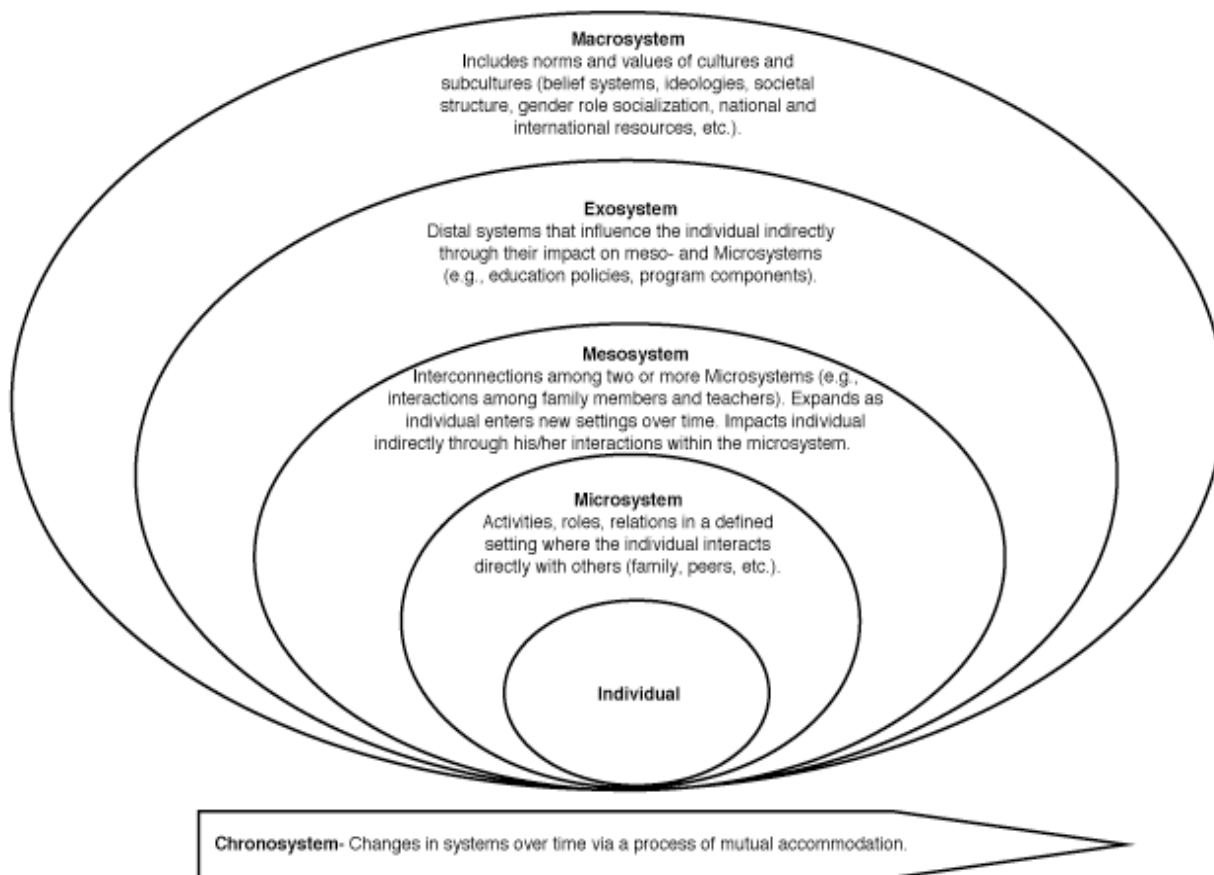 Macrosystem
Includes norms and values of cultures and
subcultures (belief systems, ideologies, societal
structure, gender role socialization, national and
international resources, etc.).
Exosystem
Distal systems that influence the individual indirectly
through their impact on meso- and Microsystems
(e.g., education policies, program components).
Mesosystem
Interconnections among two or more Microsystems (e.g.,
interactions among family members and teachers). Expands as
individual enters new settings over time. Impacts individual
indirectly through his/her interactions within the microsystem.
Microsystem
Activities, roles, relations in a defined
setting where the individual interacts
directly with others (family, peers, etc.).
Individual
Chronosystem- Changes in systems over time via a process of mutual accommodation.